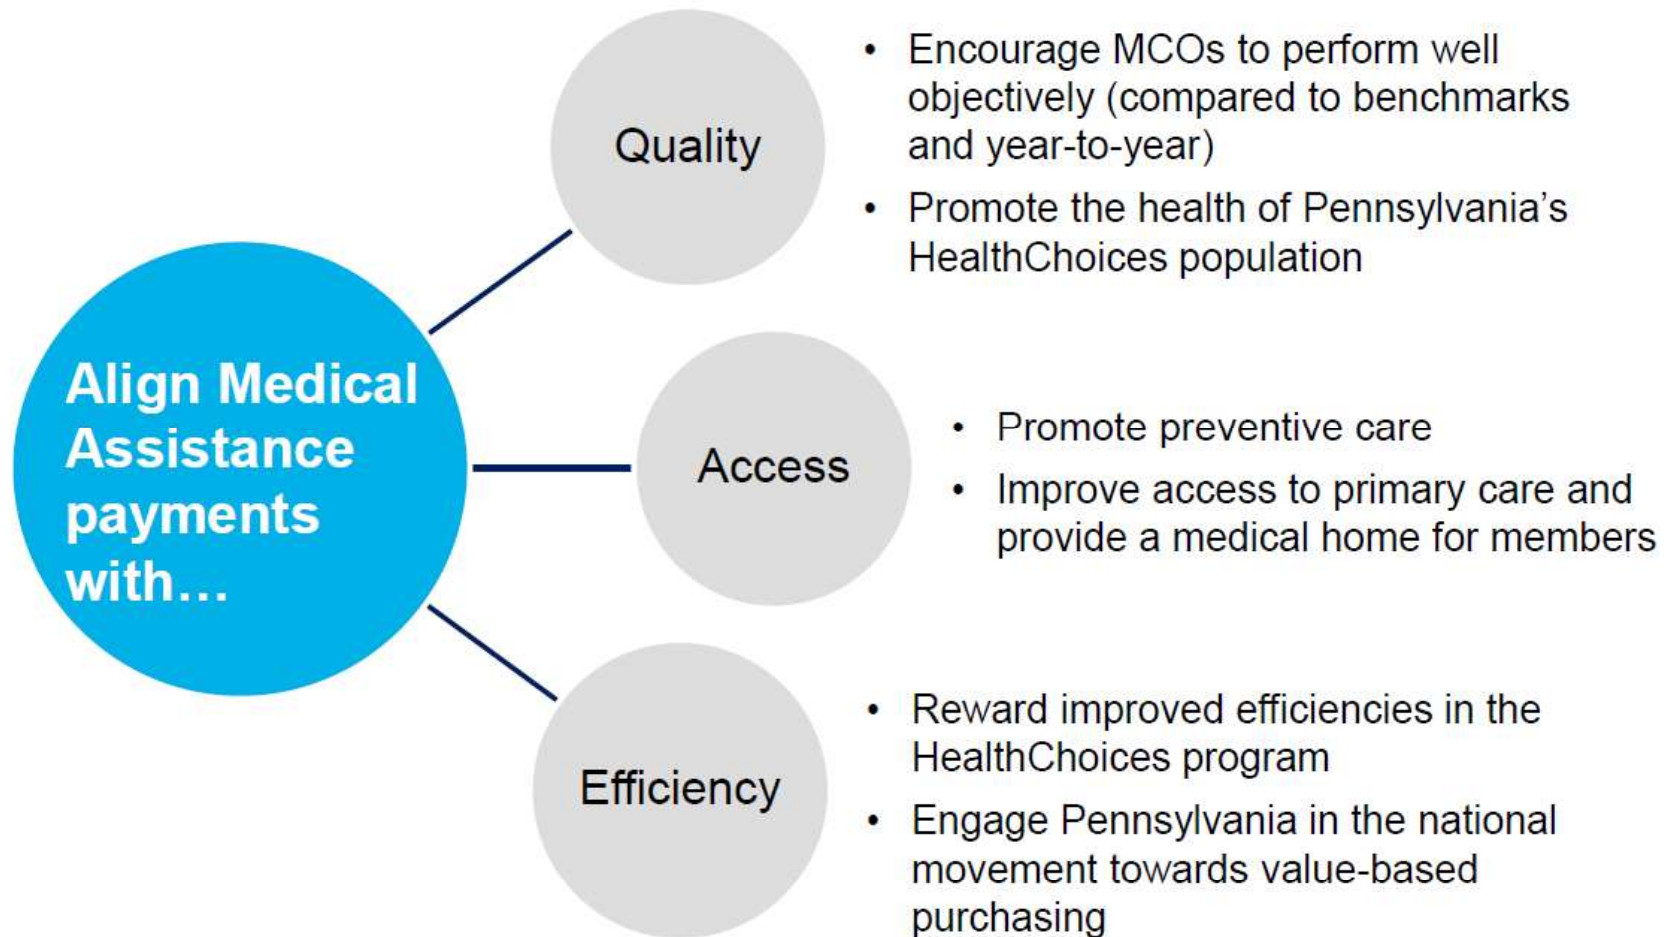 Align Medical
Assistance
payments
with…
Quality
• Encourage MCOs to perform well
objectively (compared to benchmarks
and year-to-year)
• Promote the health of Pennsylvania’s
HealthChoices population
Access
• Promote preventive care
• Improve access to primary care and
provide a medical home for members
Efficiency
• Reward improved efficiencies in the
HealthChoices program
• Engage Pennsylvania in the national
movement towards value-based
purchasing